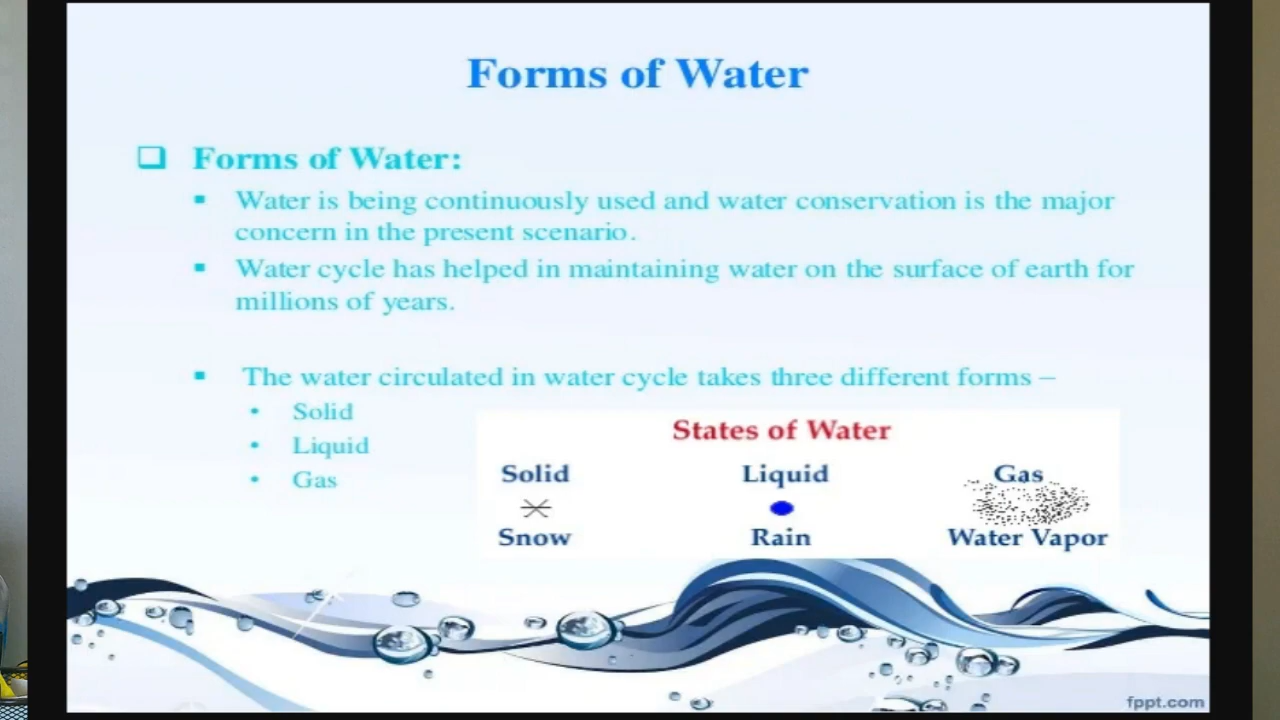 Forms of Water
Forms of Water:
Water is being continuously used and water conservation is the major
concern in the present scenario.
Water cycle has helped in maintaining water on the surface of earth for
millions of years.
The water circulated in water cycle takes three different forms –
Solid
Liquid
Gas
States of Water
Solid Liquid Gas
Snow Rain Water Vapor
fppt.com